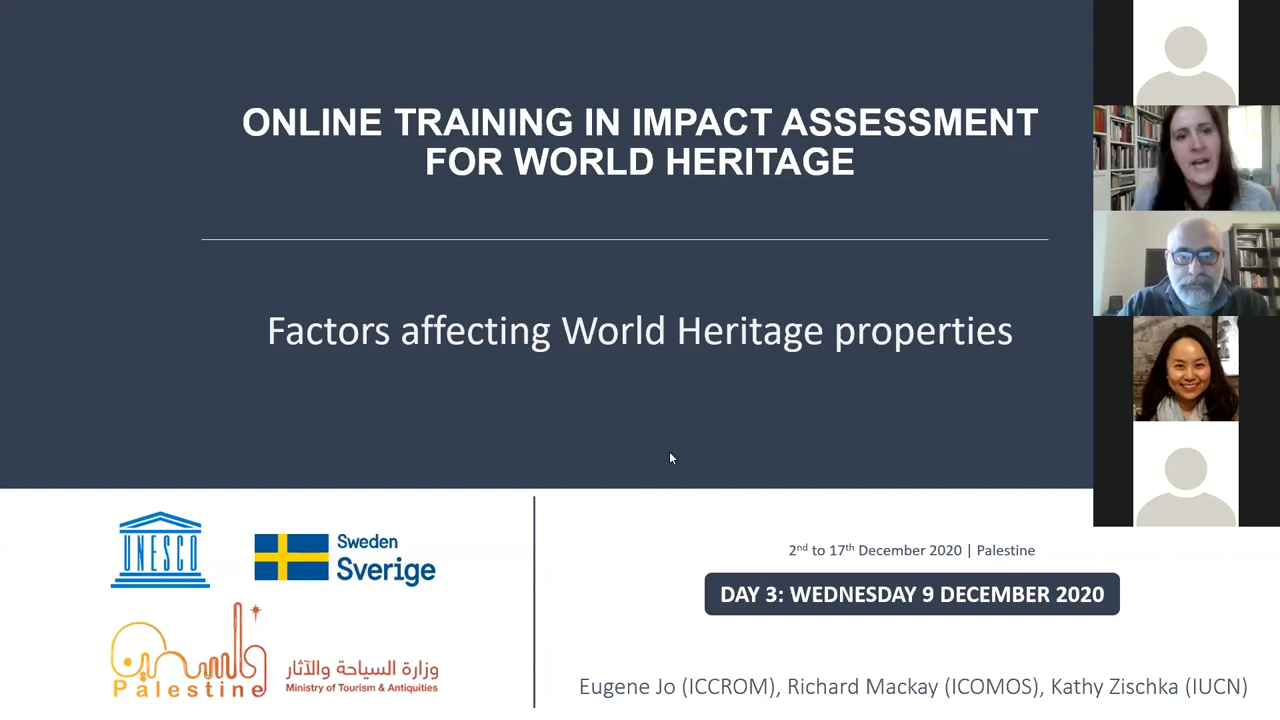 ONLINE TRAINING IN IMPACT ASSESSMENT
FOR WORLD HERITAGE
Factors affecting World Heritage properties
UNESCO
Sweden
Sverige
فلسطين
Palestine
وزارة السياحة والآثار
Ministry of Tourism & Antiquities
2nd to 17th December 2020 | Palestine
DAY 3: WEDNESDAY 9 DECEMBER 2020
Eugene Jo (ICCROM), Richard Mackay (ICOMOS), Kathy Zischka (IUCN)